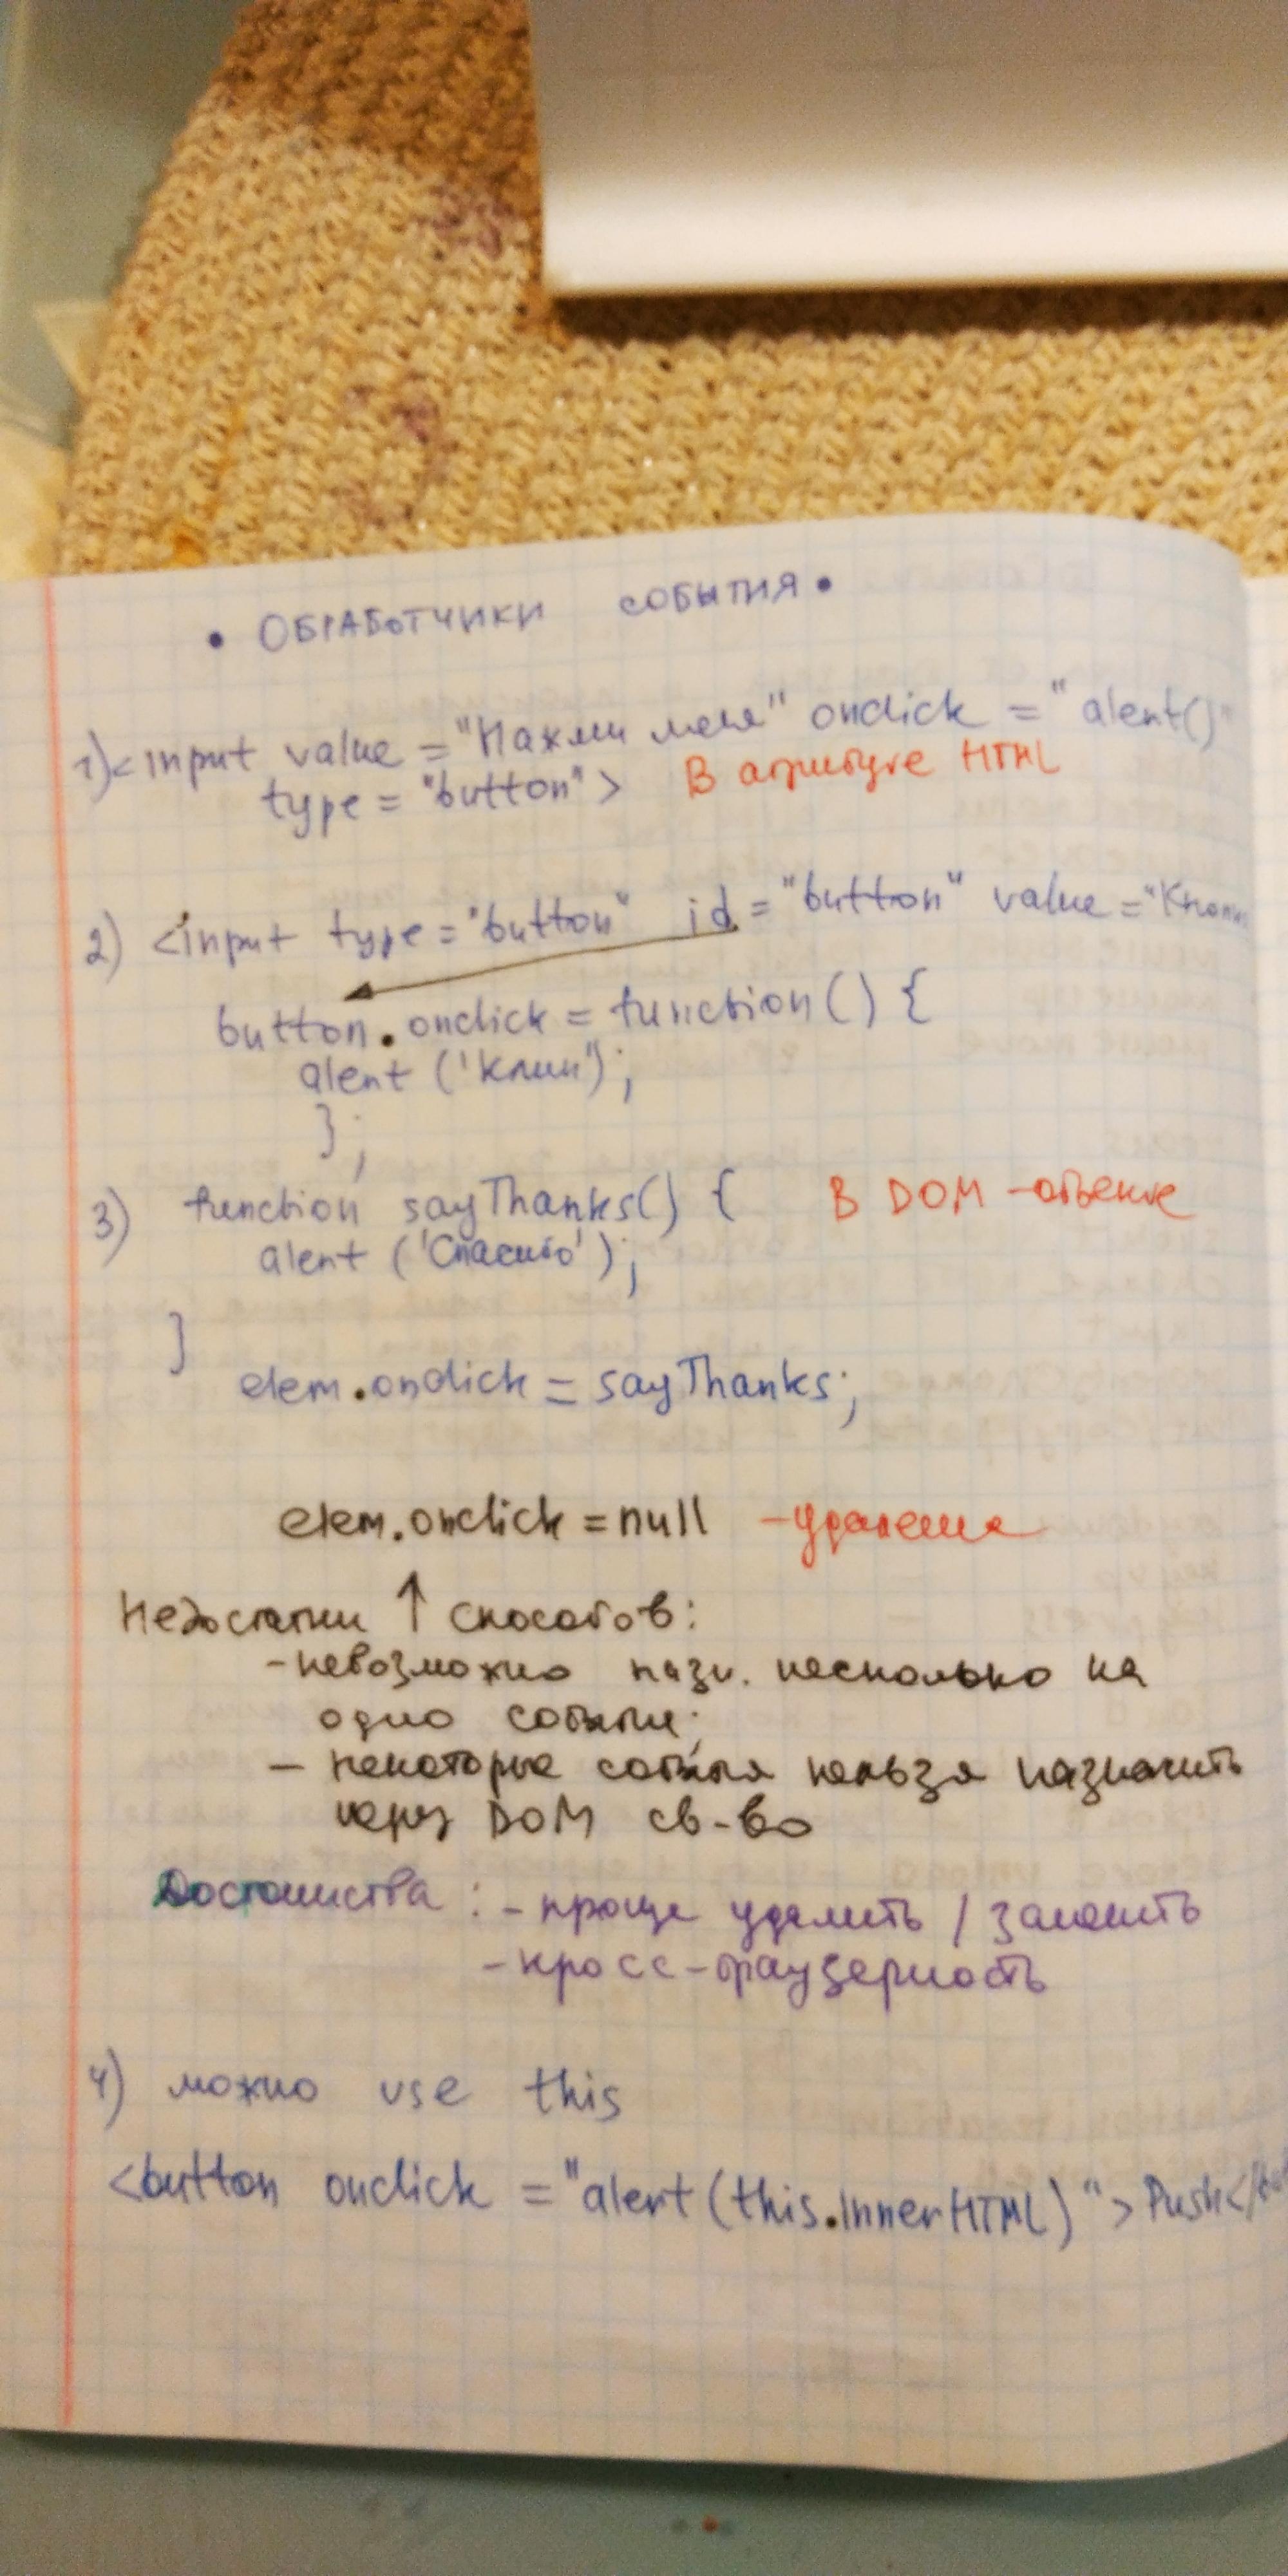 • ОБРАБОТЧИКИ СОБЫТИЯ •
1) <input value = "Нажми меня" onclick = "alert()"
type = "button"> В атрибуте HTML
2) <input type = "button" id = "button" value = "Кнопк
button.onclick = function() {
alert ('Клик');
};
3) function sayThanks() { В DOM - объекте
alert ('Спасибо');
}
elem.onclick = sayThanks;
elem.onclick = null - удаление
Недостатки ↑ способов:
- невозможно назн. несколько на
одно событие;
- некоторые события нельзя назначить
через DOM св-во
Достоинства: - проще удалить / заменить
- кросс-браузерность
4) можно use this
<button onclick = "alert(this.innerHTML)"> Push</but